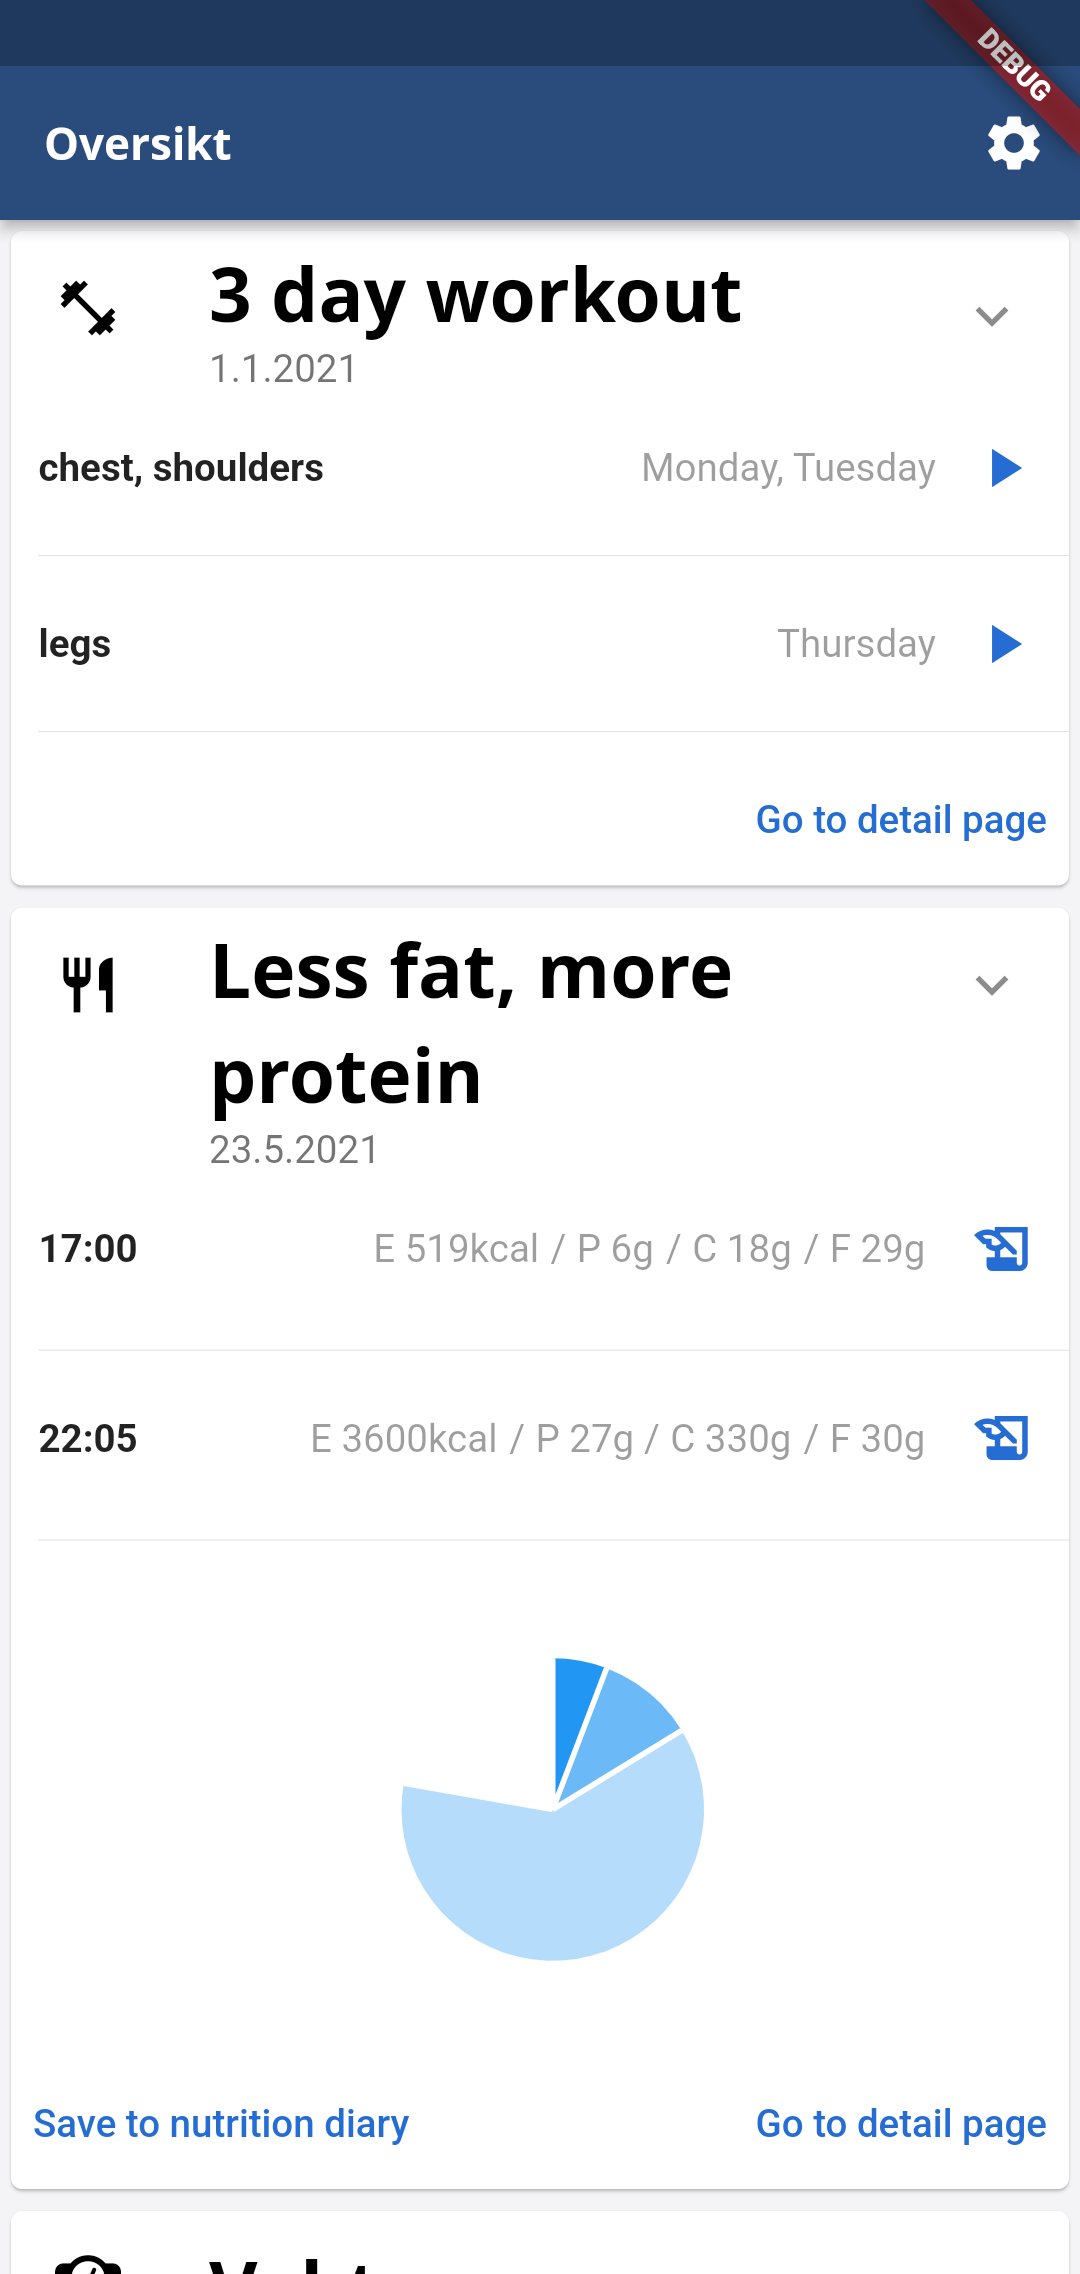 DEBUG
Oversikt
3 day workout
1.1.2021
chest, shoulders Monday, Tuesday
legs Thursday
Go to detail page
Less fat, more
protein
23.5.2021
17:00 E 519kcal / P 6g / C 18g / F 29g
22:05 E 3600kcal / P 27g / C 330g / F 30g
Save to nutrition diary Go to detail page